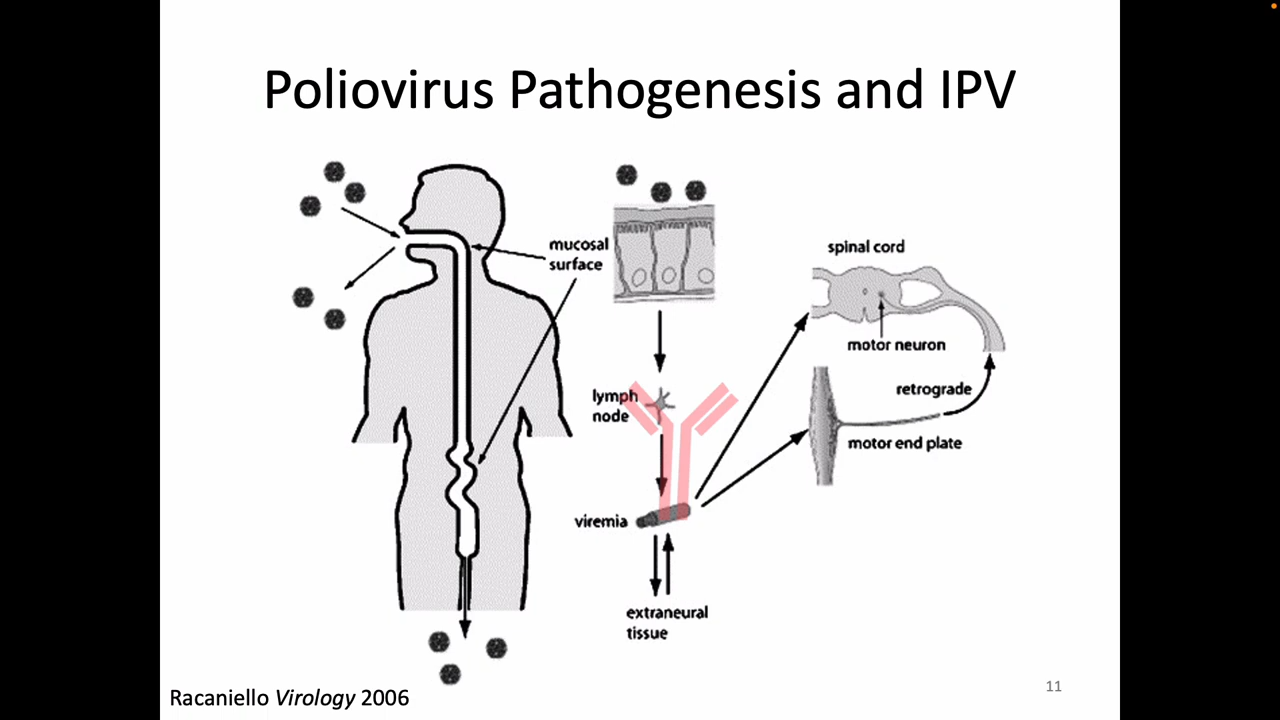 Poliovirus Pathogenesis and IPV
mucosal
surface
spinal cord
motor neuron
retrograde
lymph
node
motor end plate
viremia
extraneural
tissue
Racaniello Virology 2006
11